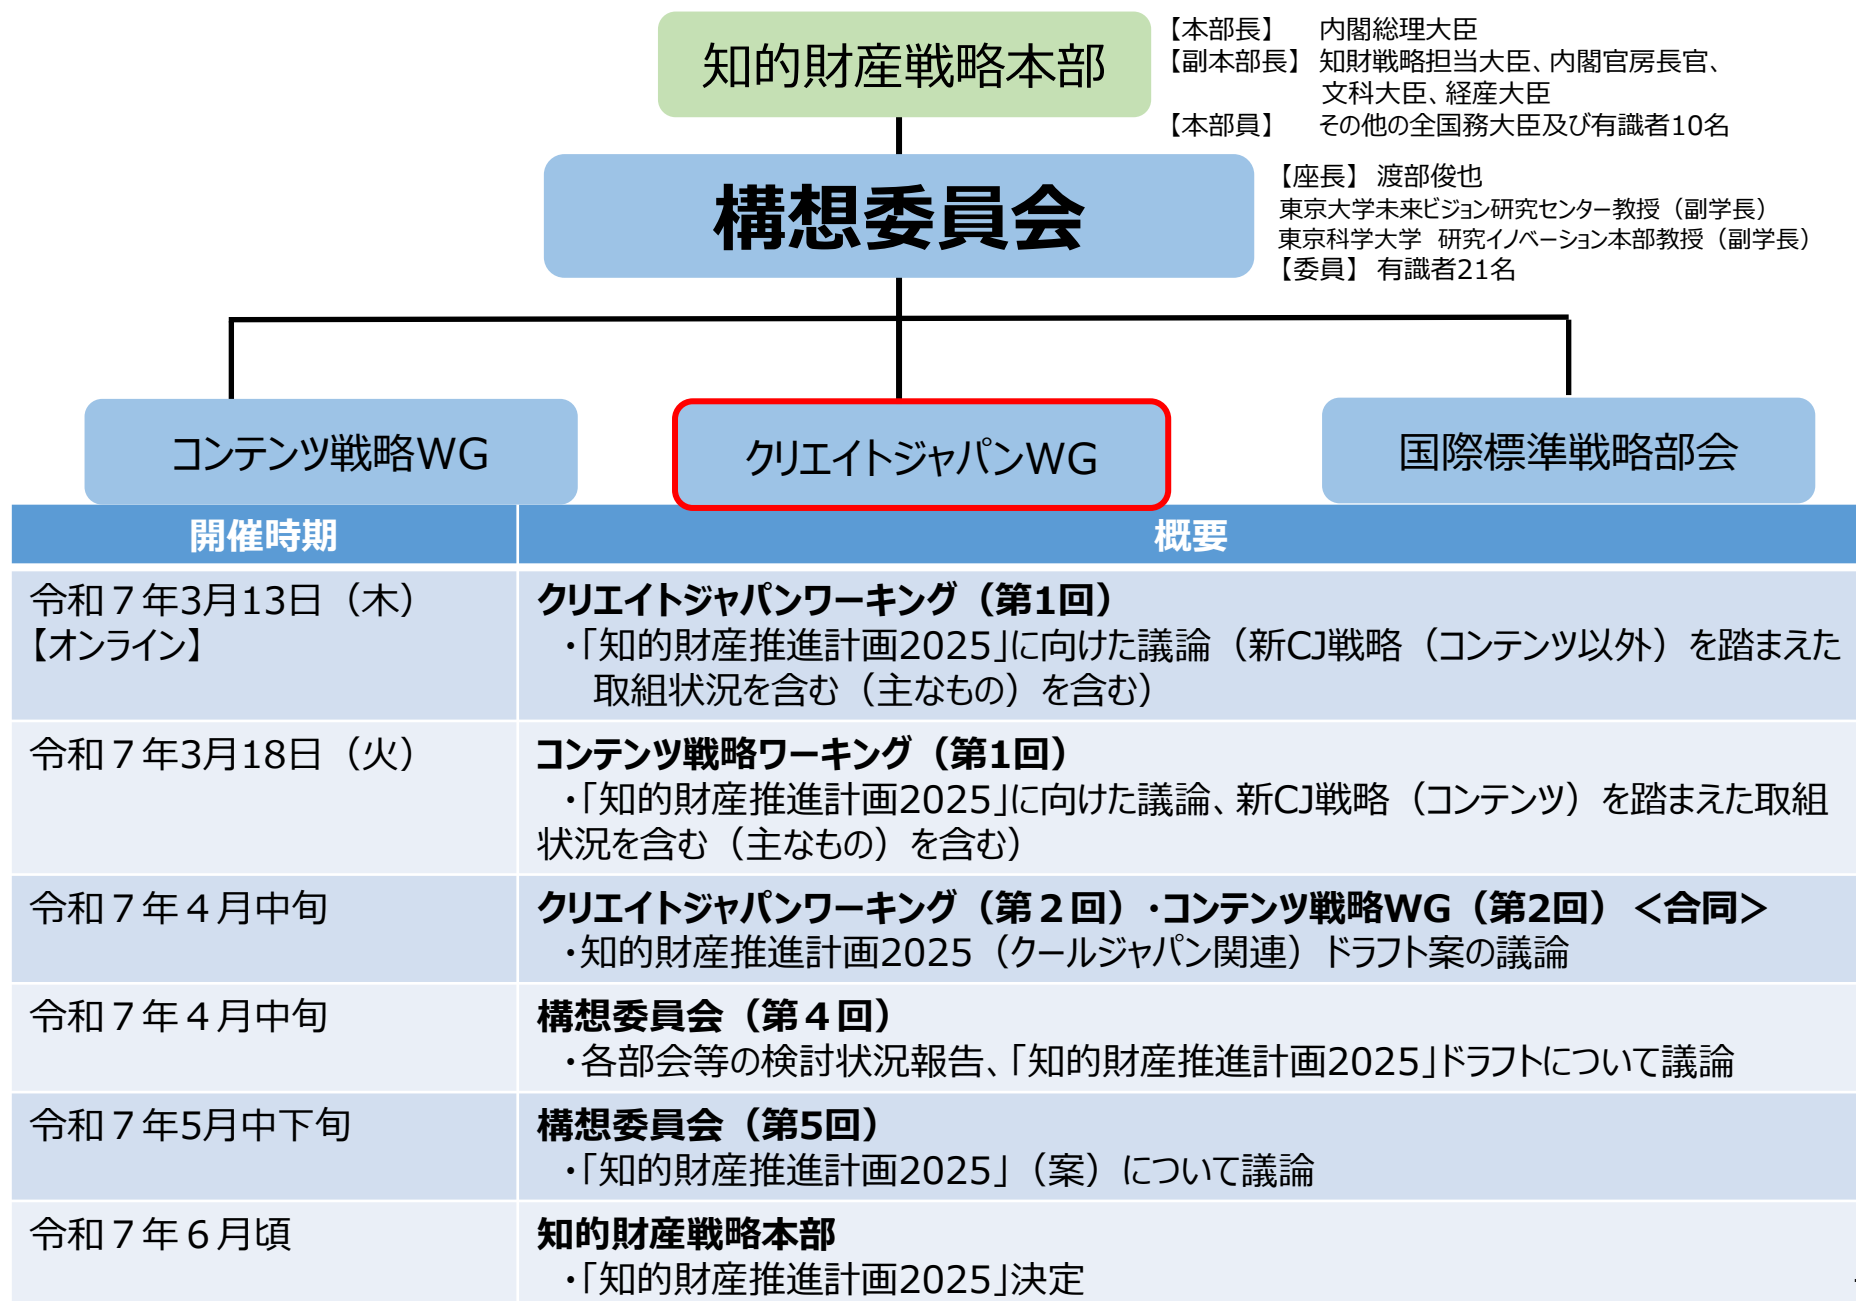 知的財産戦略本部
【本部長】　内閣総理大臣
【副本部長】知財戦略担当大臣、内閣官房長官、
文科大臣、経産大臣
【本部員】　その他の全国務大臣及び有識者10名
構想委員会
【座長】渡部俊也
東京大学未来ビジョン研究センター教授（副学長）
東京科学大学　研究イノベーション本部教授（副学長）
【委員】有識者21名
コンテンツ戦略WG
クリエイトジャパンWG
国際標準戦略部会
開催時期
概要
令和７年3月13日（木）
【オンライン】
クリエイトジャパンワーキング（第1回）
・「知的財産推進計画2025」に向けた議論（新CJ戦略（コンテンツ以外）を踏まえた
取組状況を含む（主なもの）を含む）
令和７年3月18日（火）
コンテンツ戦略ワーキング（第1回）
・「知的財産推進計画2025」に向けた議論、新CJ戦略（コンテンツ）を踏まえた取組
状況を含む（主なもの）を含む）
令和７年４月中旬
クリエイトジャパンワーキング（第２回）・コンテンツ戦略WG（第2回）＜合同＞
・知的財産推進計画2025（クールジャパン関連）ドラフト案の議論
令和７年４月中旬
構想委員会（第４回）
・各部会等の検討状況報告、「知的財産推進計画2025」ドラフトについて議論
令和７年5月中下旬
構想委員会（第5回）
・「知的財産推進計画2025」（案）について議論
令和７年６月頃
知的財産戦略本部
・「知的財産推進計画2025」決定